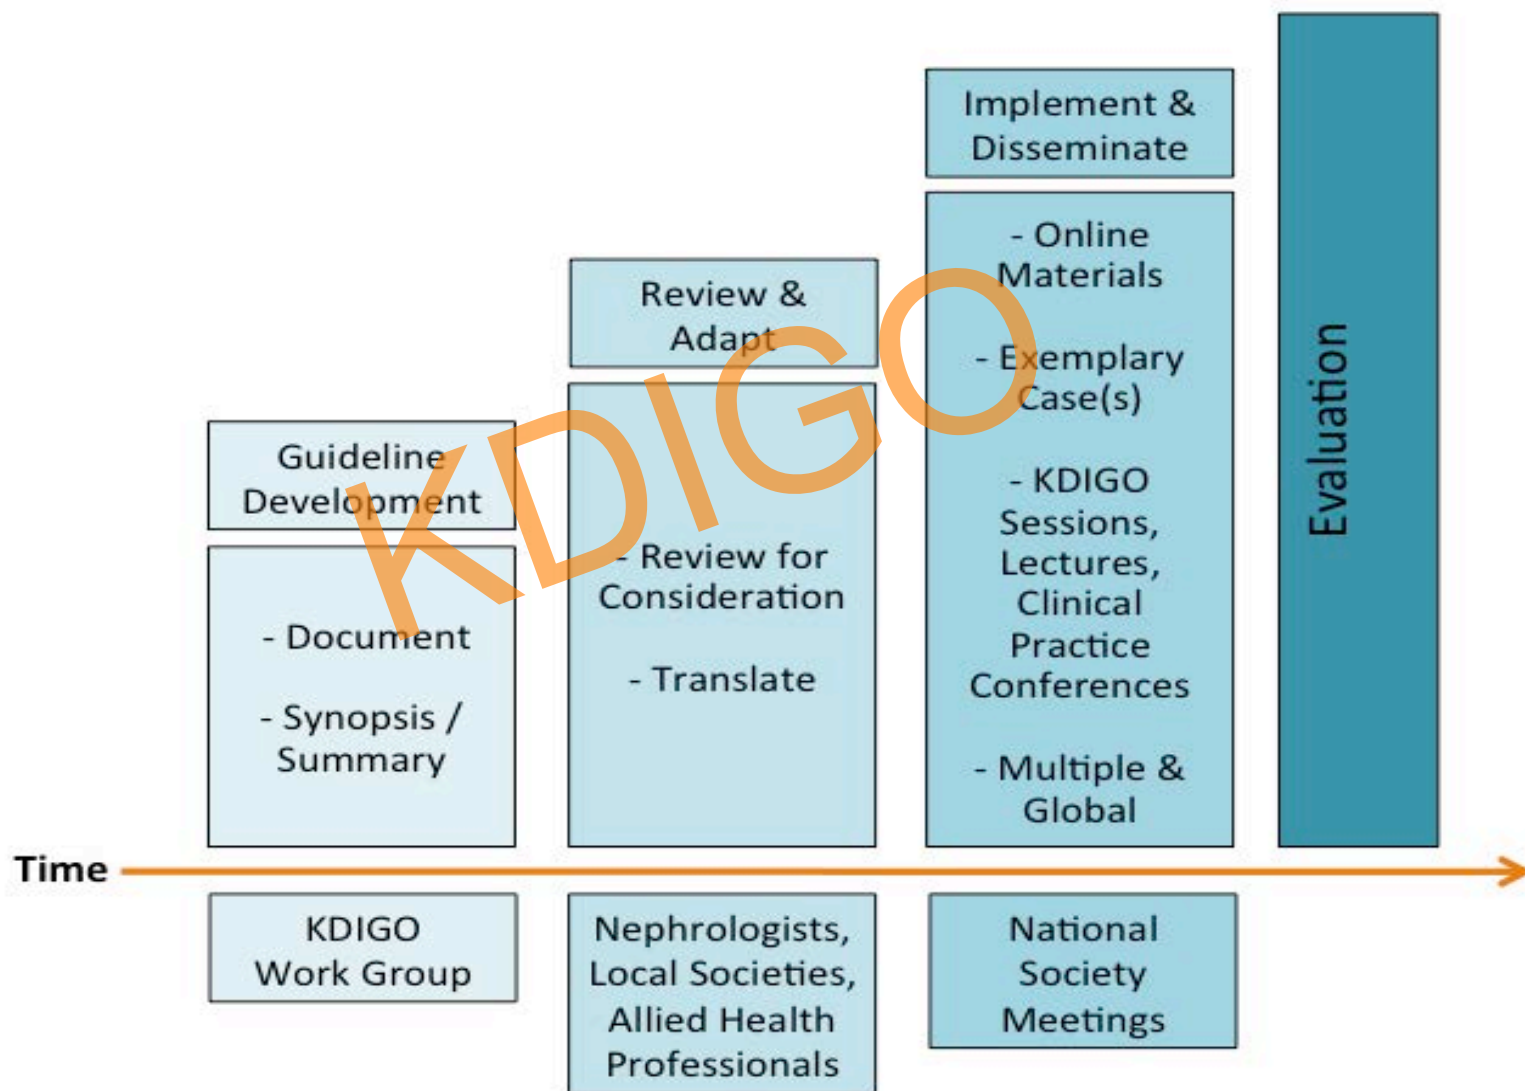 Guideline
Development
- Document
- Synopsis /
Summary
Review &
Adapt
- Review for
Consideration
- Translate
Implement &
Disseminate
- Online
Materials
- Exemplary
Case(s)
- KDIGO
Sessions,
Lectures,
Clinical
Practice
Conferences
- Multiple &
Global
Evaluation
KDIGO
Time
KDIGO
Work Group
Nephrologists,
Local Societies,
Allied Health
Professionals
National
Society
Meetings